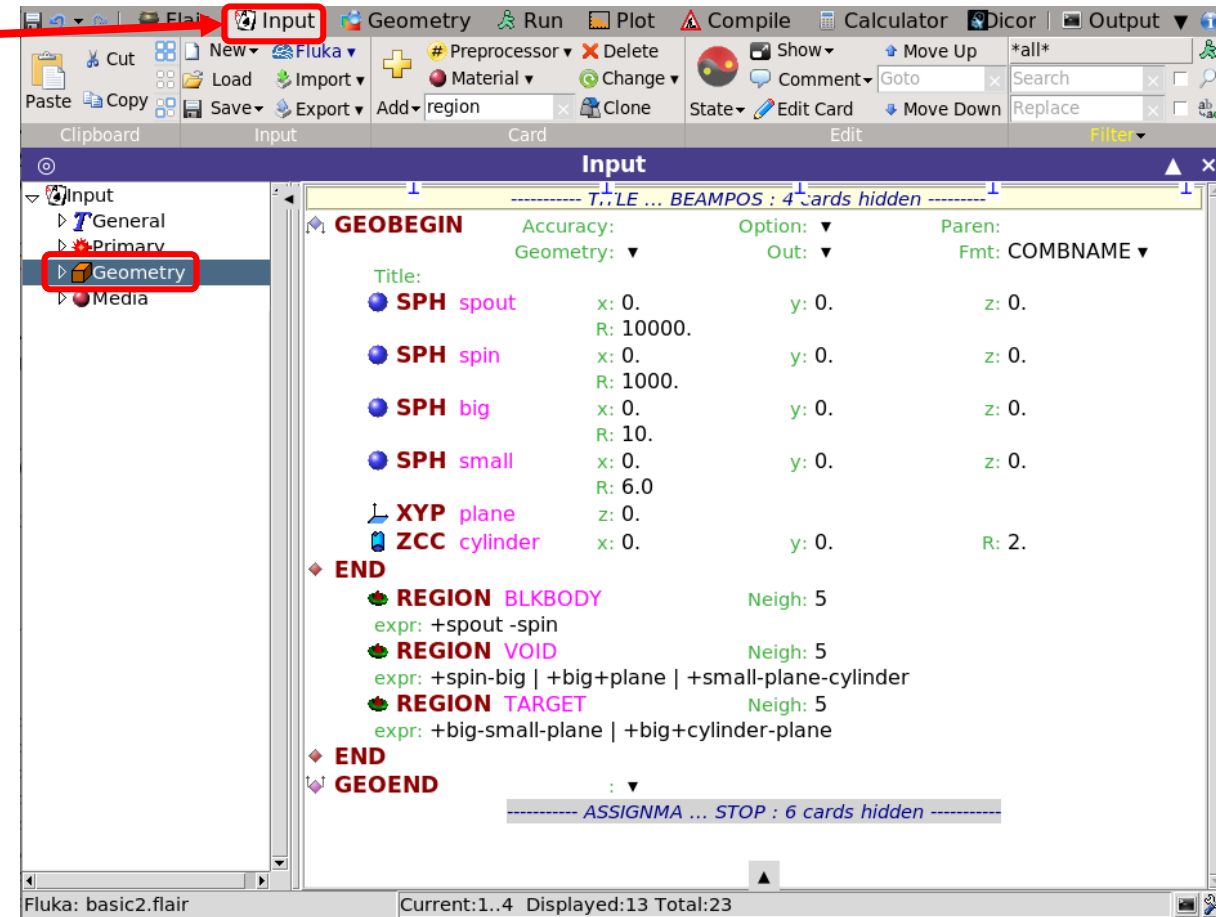 Flair Input Geometry Run Plot Compile Calculator Dicor Output
Cut New Fluka Preprocessor Delete Show Move Up *all*
Load Import Material Change Comment Goto Search
Paste Copy Save Export Add region Clone State Edit Card Move Down Replace
Clipboard Input Card Edit Filter
Input
Input
General
Primary
Geometry
Media
----------- TITLE ... BEAMPOS : 4 cards hidden ---------
GEOBEGIN Accuracy: Option: Paren:
Geometry: Out: Fmt: COMBNAME
Title:
SPH spout x: 0. y: 0. z: 0.
R: 10000.
SPH spin x: 0. y: 0. z: 0.
R: 1000.
SPH big x: 0. y: 0. z: 0.
R: 10.
SPH small x: 0. y: 0. z: 0.
R: 6.0
XYP plane z: 0.
ZCC cylinder x: 0. y: 0. R: 2.
END
REGION BLKBODY Neigh: 5
expr: +spout -spin
REGION VOID Neigh: 5
expr: +spin-big | +big+plane | +small-plane-cylinder
REGION TARGET Neigh: 5
expr: +big-small-plane | +big+cylinder-plane
END
GEOEND :
----------- ASSIGNMA ... STOP : 6 cards hidden -----------
Fluka: basic2.flair Current:1..4 Displayed:13 Total:23